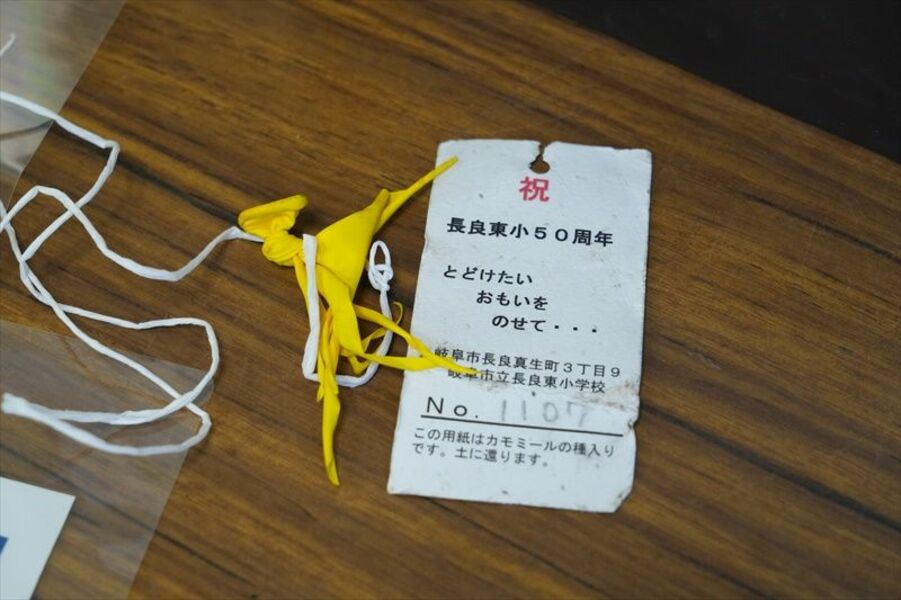 祝
長良東小50周年
とどけたい
おもいを
のせて・・・
岐阜市長良真生町3丁目9
岐阜市立長良東小学校
No. 1107
この用紙はカモミールの種入り
です。土に還ります。